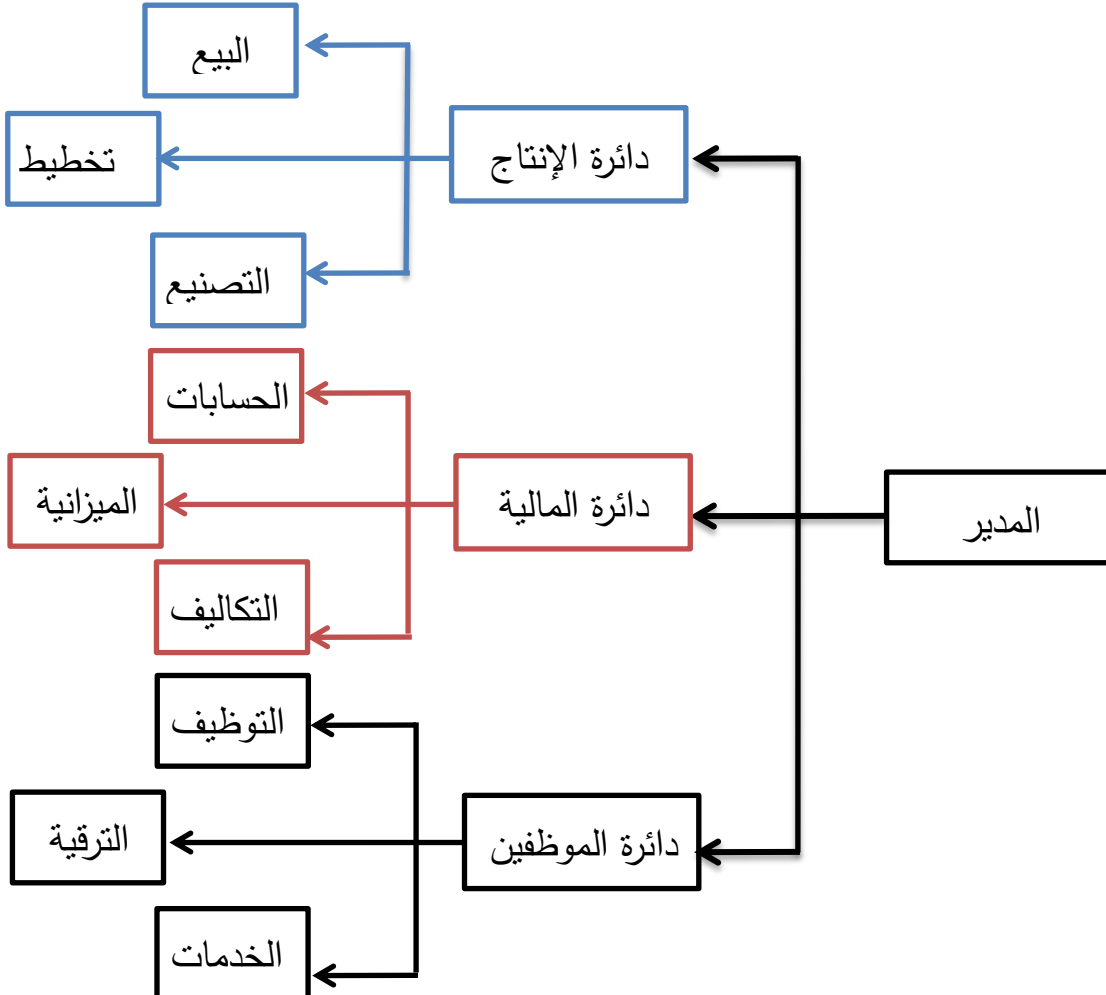 المدير
دائرة الإنتاج
البيع
تخطيط
التصنيع
دائرة المالية
الحسابات
الميزانية
التكاليف
دائرة الموظفين
التوظيف
الترقية
الخدمات